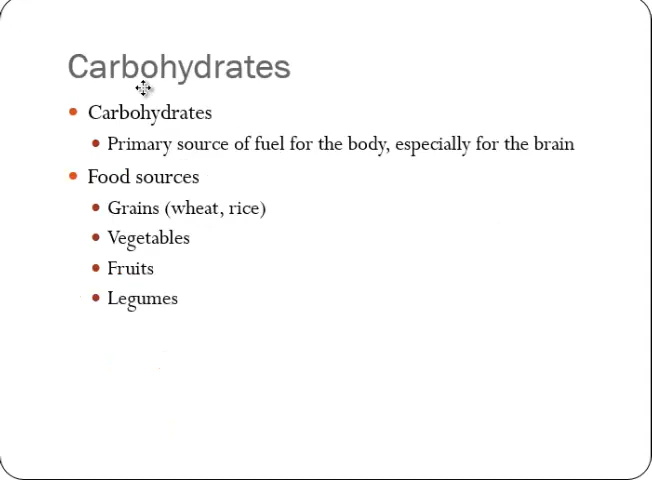 Carbohydrates
Carbohydrates
Primary source of fuel for the body, especially for the brain
Food sources
Grains (wheat, rice)
Vegetables
Fruits
Legumes